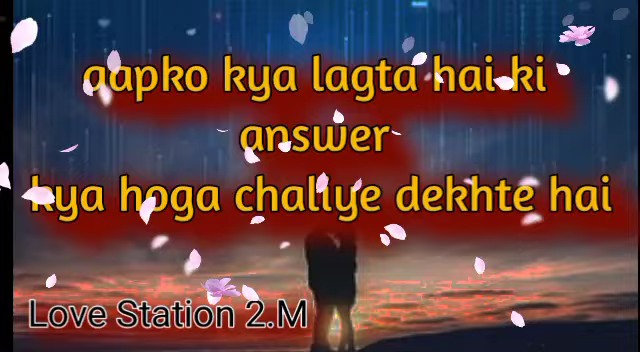 aapko kya lagta hai ki
answer
kya hoga chaliye dekhte hai
Love Station 2.M